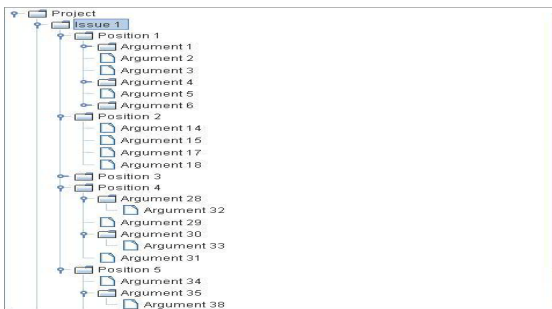 Project
Issue 1
Position 1
Argument 1
Argument 2
Argument 3
Argument 4
Argument 5
Argument 6
Position 2
Argument 14
Argument 15
Argument 17
Argument 18
Position 3
Position 4
Argument 28
Argument 32
Argument 29
Argument 30
Argument 33
Argument 31
Position 5
Argument 34
Argument 35
Argument 38